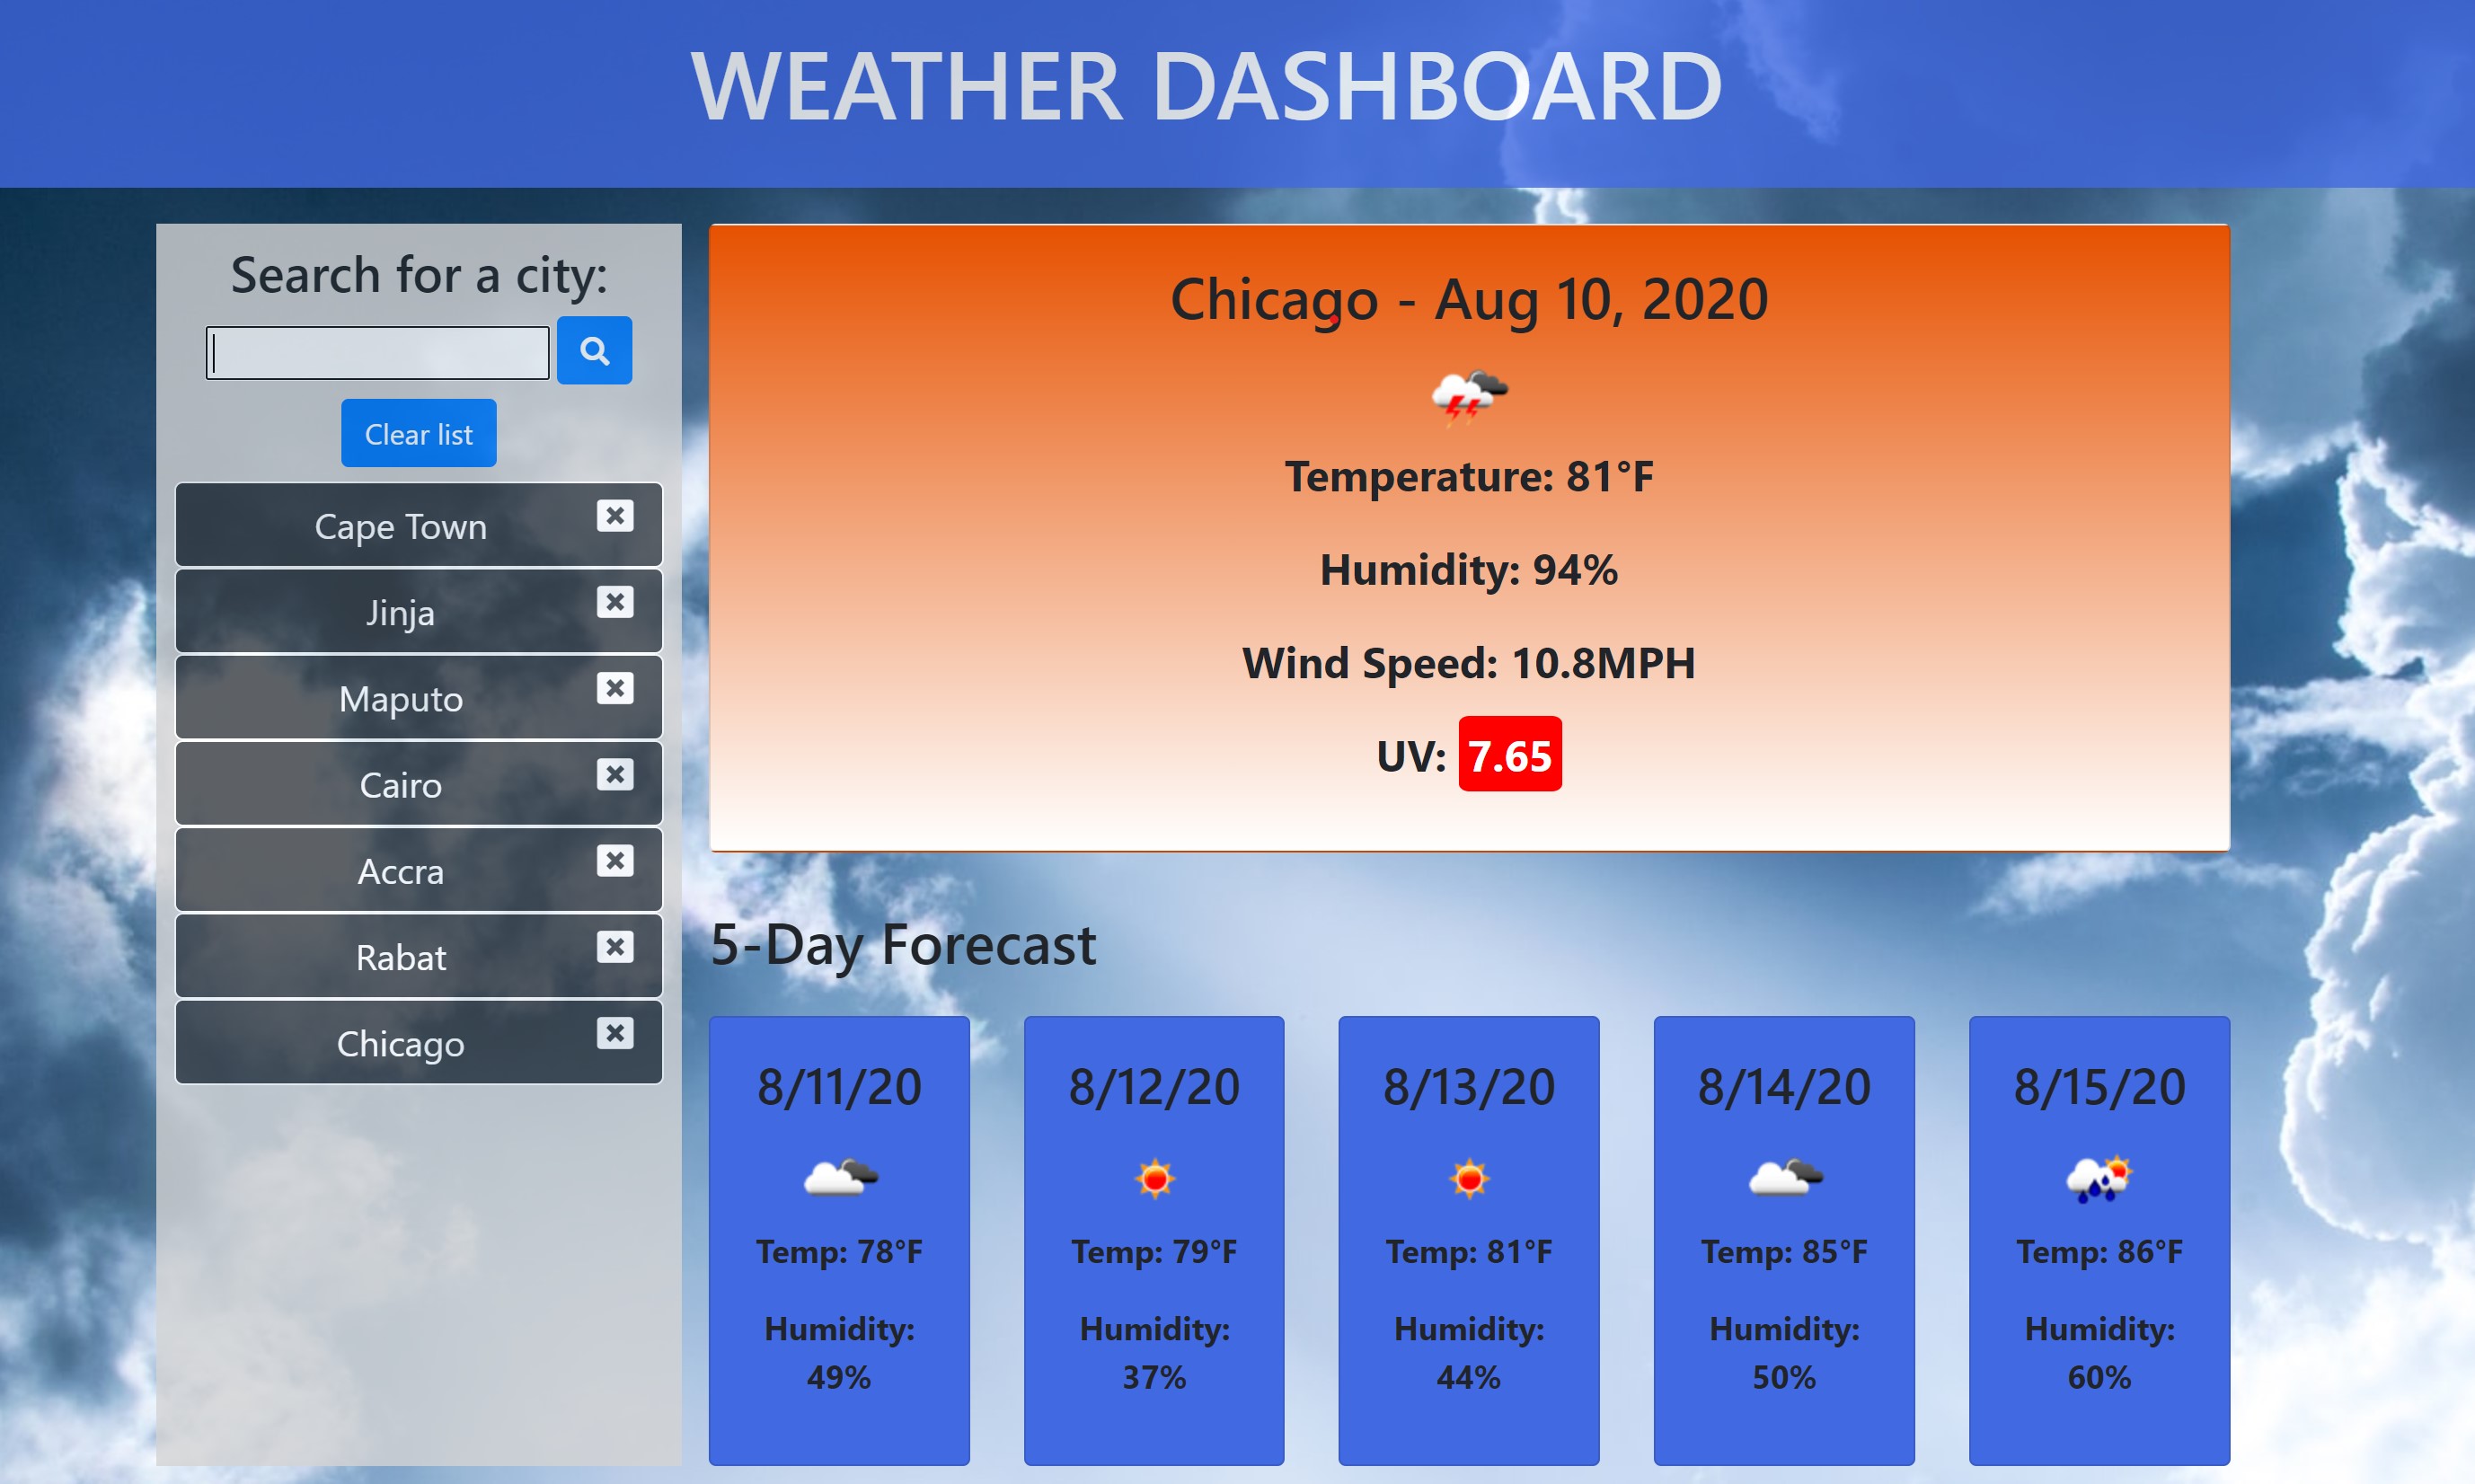 WEATHER DASHBOARD
Search for a city:
Clear list
Cape Town
Jinja
Maputo
Cairo
Accra
Rabat
Chicago
Chicago - Aug 10, 2020
Temperature: 81°F
Humidity: 94%
Wind Speed: 10.8MPH
UV: 7.65
5-Day Forecast
8/11/20
Temp: 78°F
Humidity:
49%
8/12/20
Temp: 79°F
Humidity:
37%
8/13/20
Temp: 81°F
Humidity:
44%
8/14/20
Temp: 85°F
Humidity:
50%
8/15/20
Temp: 86°F
Humidity:
60%